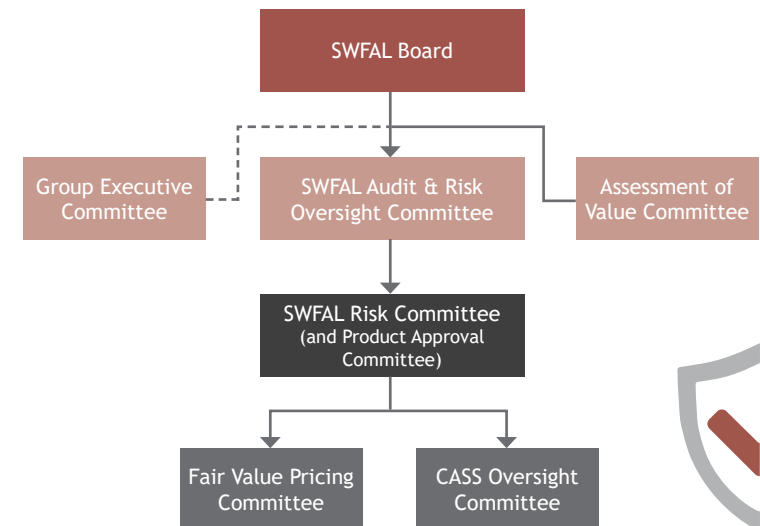 SWFAL Board
Group Executive
Committee
SWFAL Audit & Risk
Oversight Committee
Assessment of
Value Committee
SWFAL Risk Committee
(and Product Approval
Committee)
Fair Value Pricing
Committee
CASS Oversight
Committee